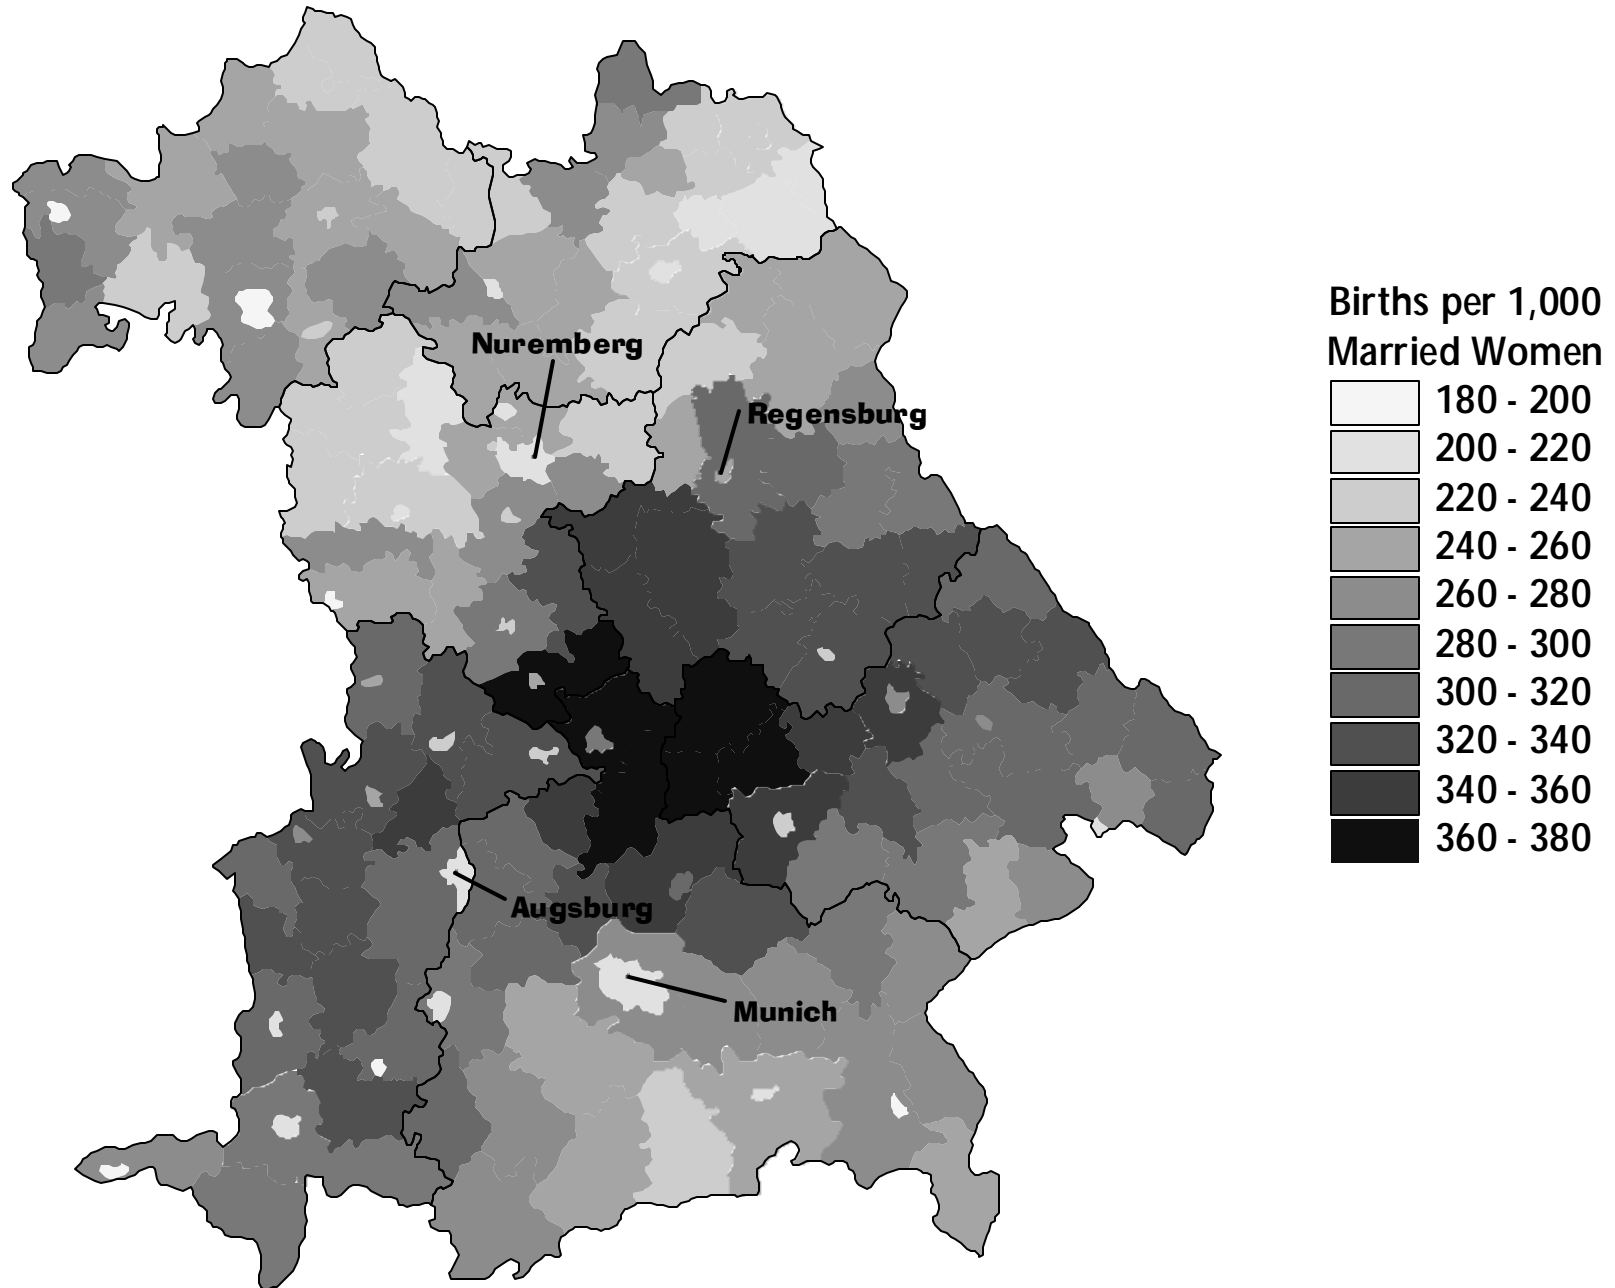 Nuremberg
Regensburg
Augsburg
Munich
Births per 1,000
Married Women
180 - 200
200 - 220
220 - 240
240 - 260
260 - 280
280 - 300
300 - 320
320 - 340
340 - 360
360 - 380